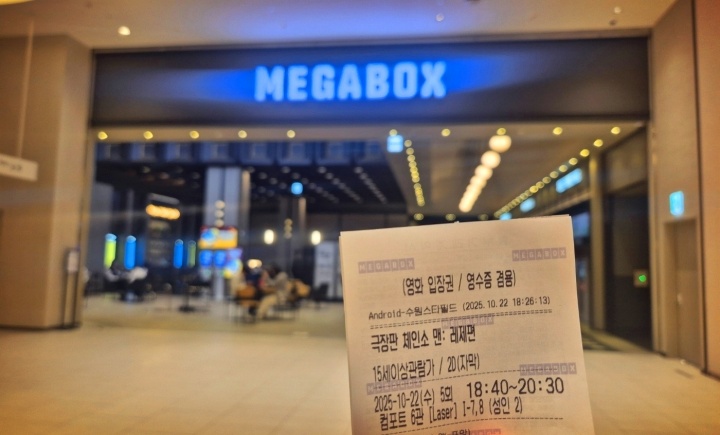 MEGABOX
MEGABOX MEGABOX
(영화 입장권 / 영수증 겸용)
Android-수원스타필드 (2025.10.22 18:26:13)
극장판 체인소 맨: 레제편
15세이상관람가 / 2D(자막)
2025-10-22(수) 5회 18:40~20:30
컴포트 6관 [Laser] I-7,8 (성인 2)